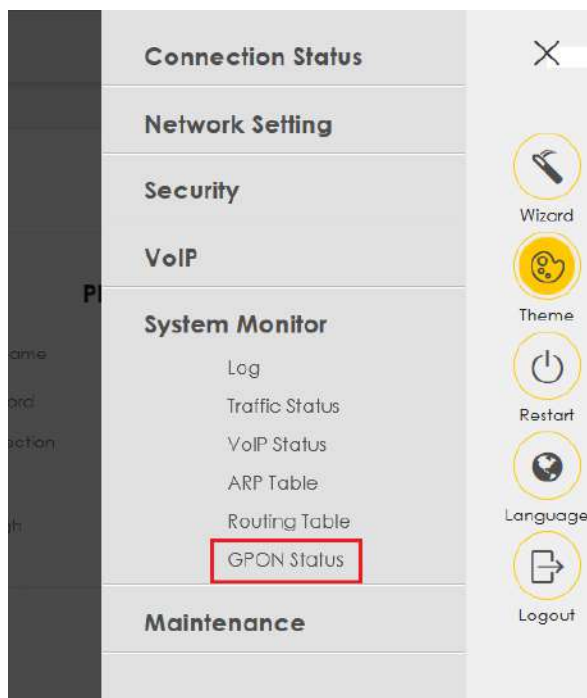 Connection Status
Network Setting
Security
VoIP
System Monitor
Log
Traffic Status
VoIP Status
ARP Table
Routing Table
GPON Status
Maintenance
Wizard
Theme
Restart
Language
Logout